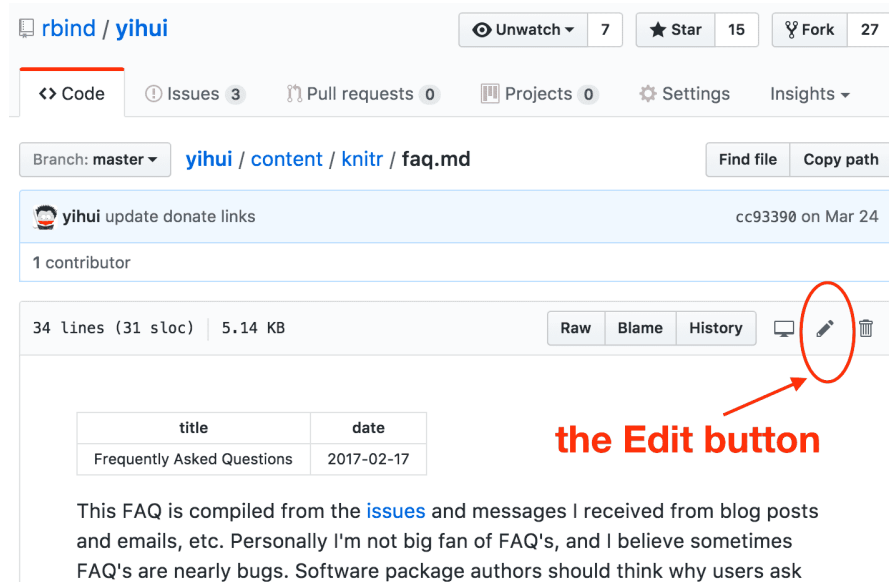 rbind / yihui
Unwatch 7 Star 15 Fork 27
Code Issues 3 Pull requests 0 Projects 0 Settings Insights
Branch: master yihui / content / knitr / faq.md Find file Copy path
yihui update donate links cc93390 on Mar 24
1 contributor
34 lines (31 sloc) 5.14 KB Raw Blame History
the Edit button
title date
Frequently Asked Questions 2017-02-17
This FAQ is compiled from the issues and messages I received from blog posts
and emails, etc. Personally I'm not big fan of FAQ's, and I believe sometimes
FAQ's are nearly bugs. Software package authors should think why users ask